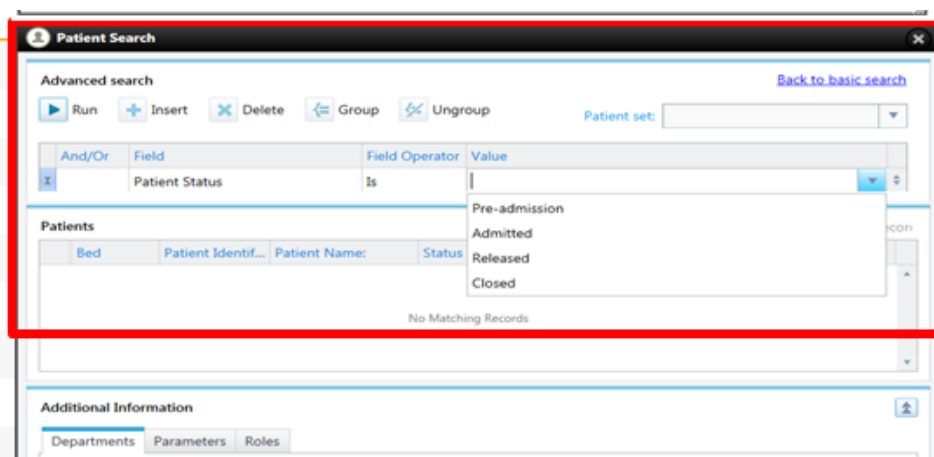 Patient Search
Advanced search
Back to basic search
Run Insert Delete Group Ungroup
Patient set:
And/Or Field Field Operator Value
Patient Status Is
Pre-admission
Admitted
Released
Closed
Patients
Bed Patient Identif... Patient Name: Status
No Matching Records
Additional Information
Departments Parameters Roles